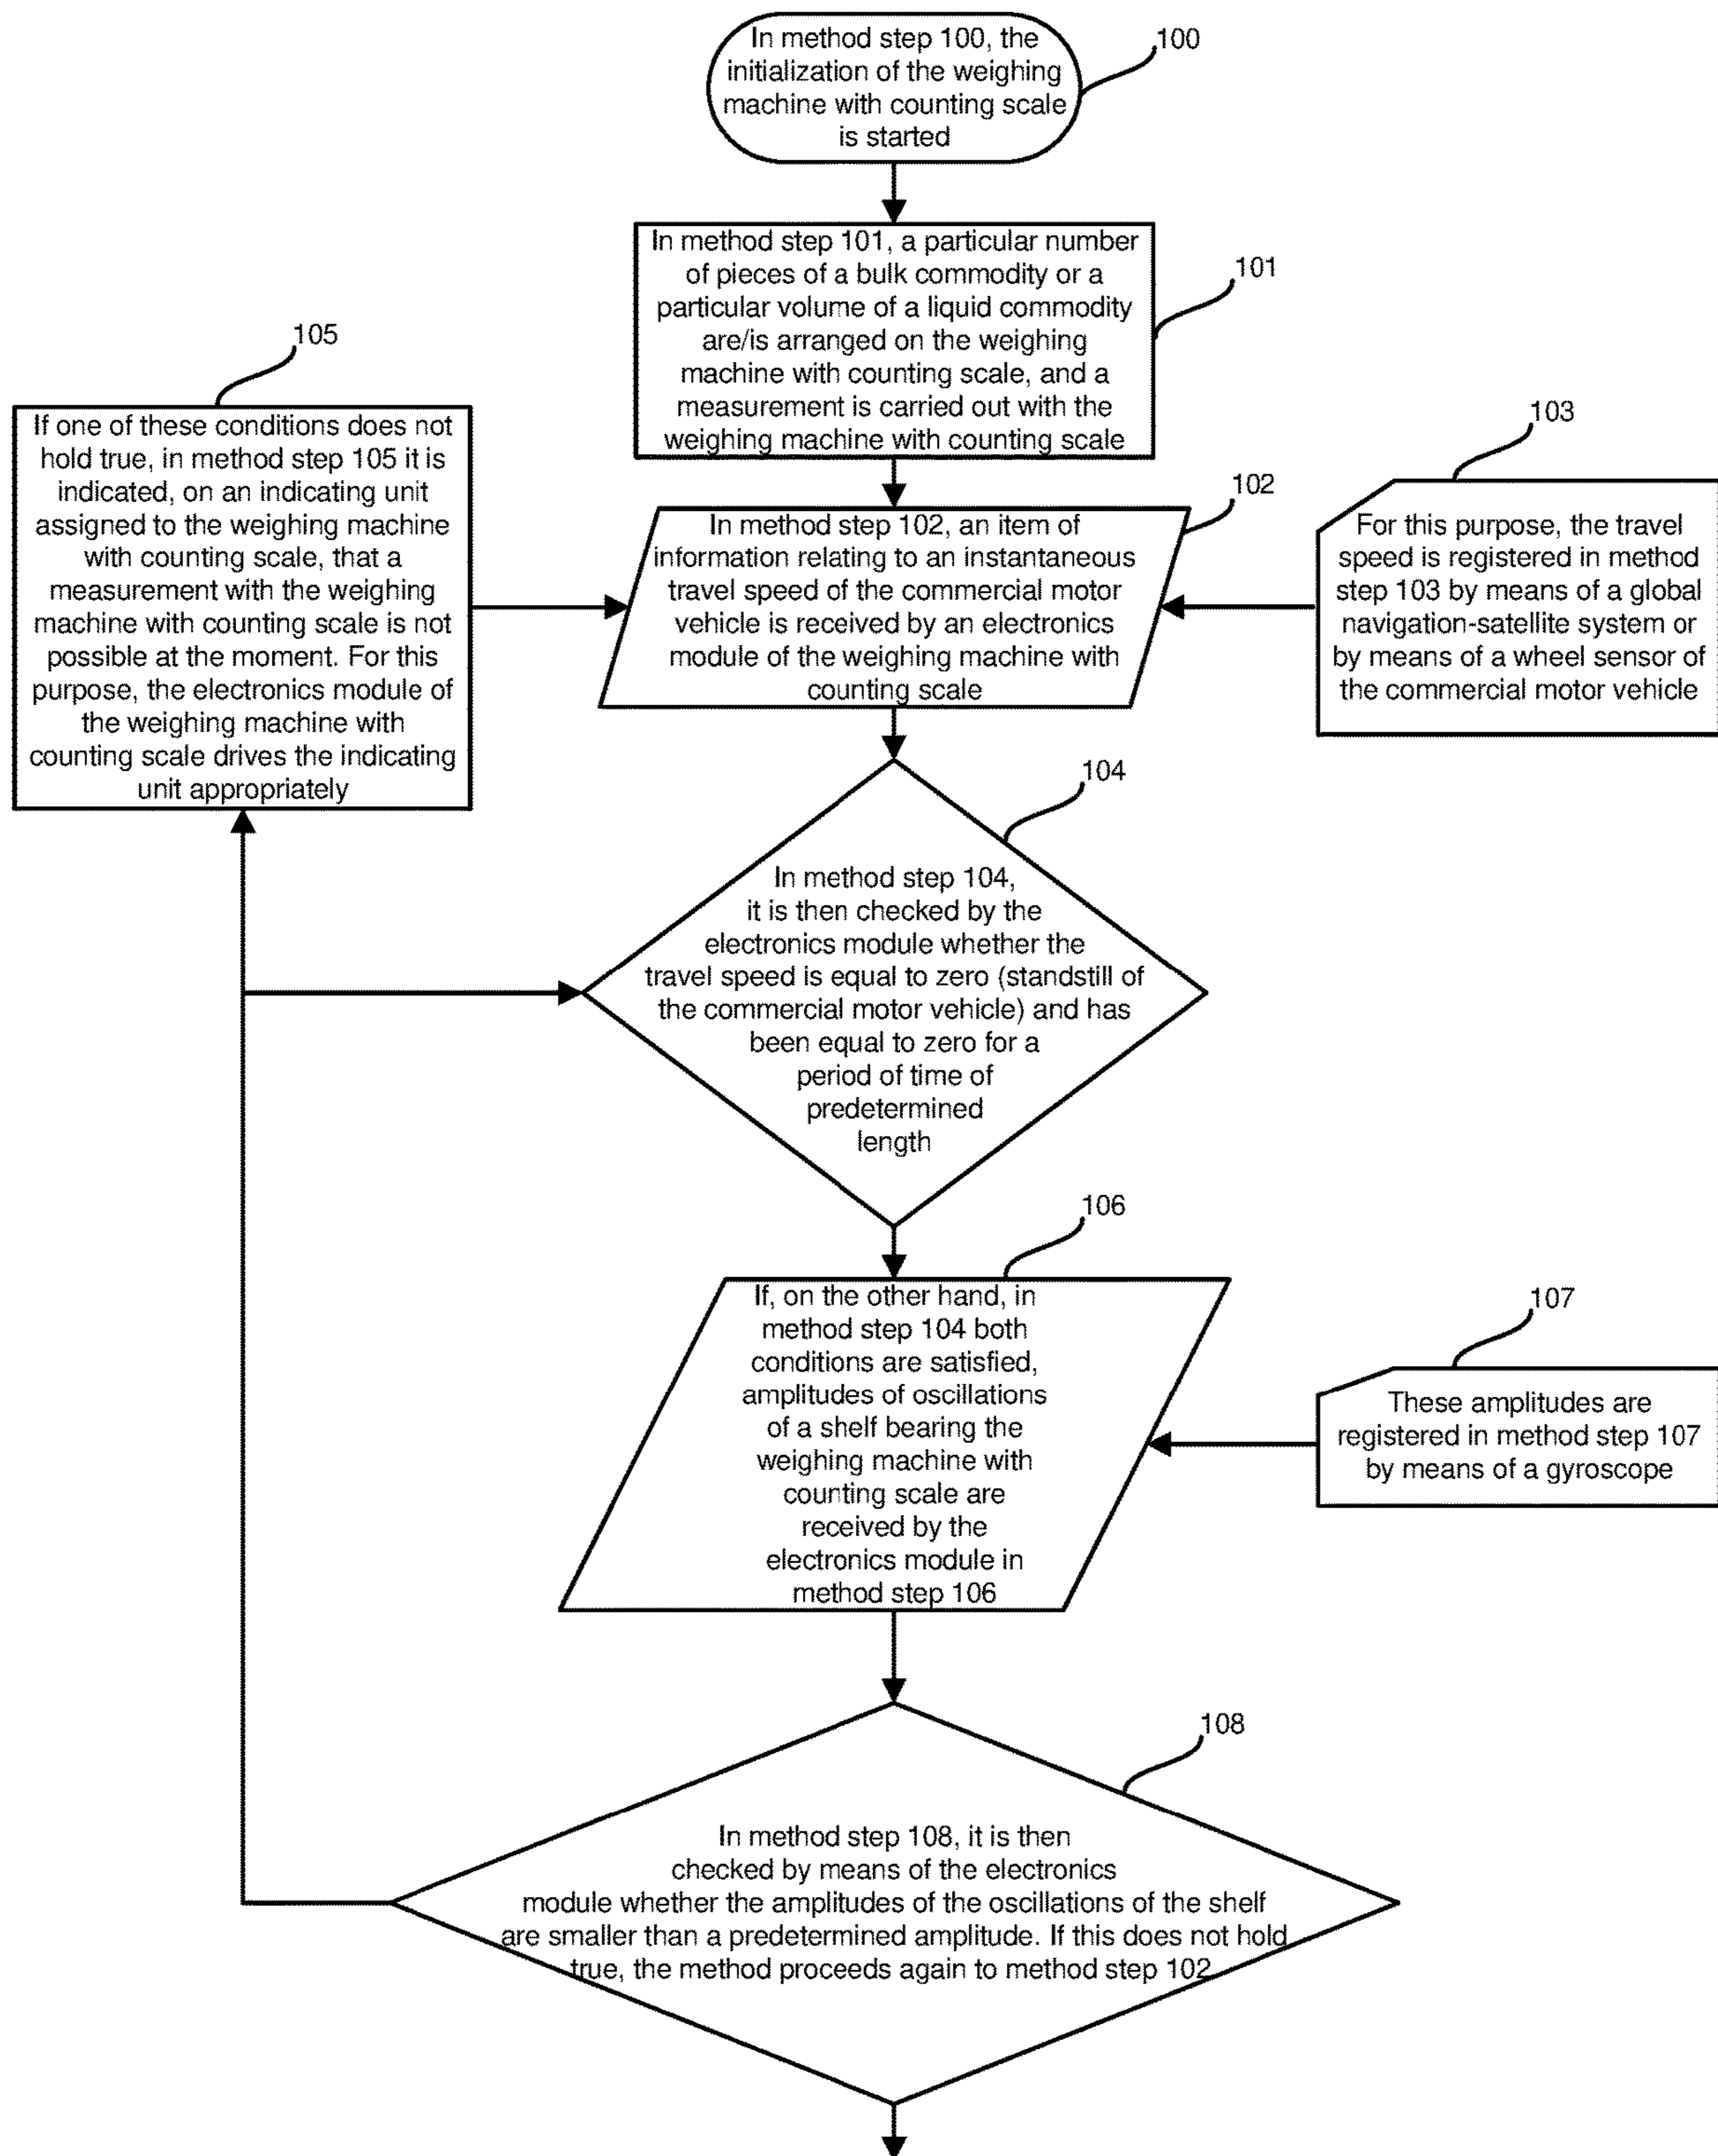 In method step 100, the
initialization of the weighing
machine with counting scale
is started
100
In method step 101, a particular number
of pieces of a bulk commodity or a
particular volume of a liquid commodity
are/is arranged on the weighing
machine with counting scale, and a
measurement is carried out with the
weighing machine with counting scale
101
105
If one of these conditions does not
hold true, in method step 105 it is
indicated, on an indicating unit
assigned to the weighing machine
with counting scale, that a
measurement with the weighing
machine with counting scale is not
possible at the moment. For this
purpose, the electronics module of
the weighing machine with
counting scale drives the indicating
unit appropriately
102
In method step 102, an item of
information relating to an instantaneous
travel speed of the commercial motor
vehicle is received by an electronics
module of the weighing machine with
counting scale
103
For this purpose, the travel
speed is registered in method
step 103 by means of a global
navigation-satellite system or
by means of a wheel sensor of
the commercial motor vehicle
104
In method step 104,
it is then checked by the
electronics module whether the
travel speed is equal to zero (standstill of
the commercial motor vehicle) and has
been equal to zero for a
period of time of
predetermined
length
106
If, on the other hand, in
method step 104 both
conditions are satisfied,
amplitudes of oscillations
of a shelf bearing the
weighing machine with
counting scale are
received by the
electronics module in
method step 106
107
These amplitudes are
registered in method step 107
by means of a gyroscope
108
In method step 108, it is then
checked by means of the electronics
module whether the amplitudes of the oscillations of the shelf
are smaller than a predetermined amplitude. If this does not hold
true, the method proceeds again to method step 102